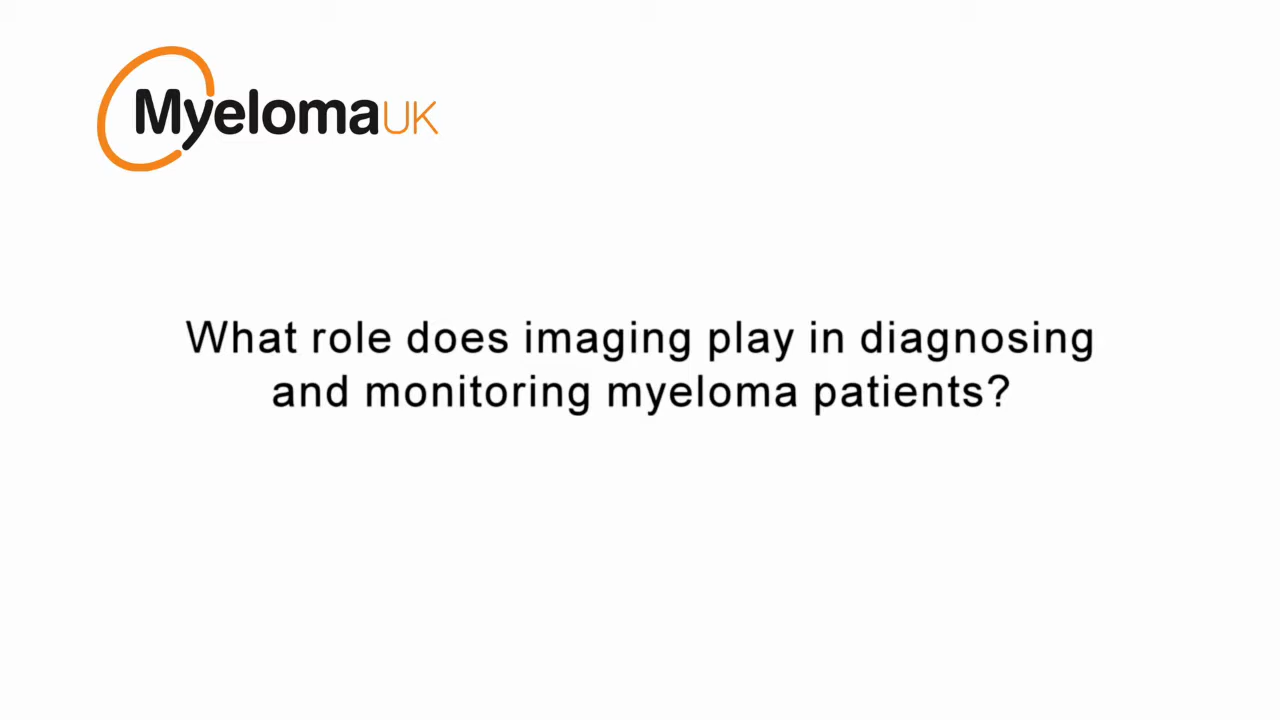 MyelomaUK
What role does imaging play in diagnosing
and monitoring myeloma patients?